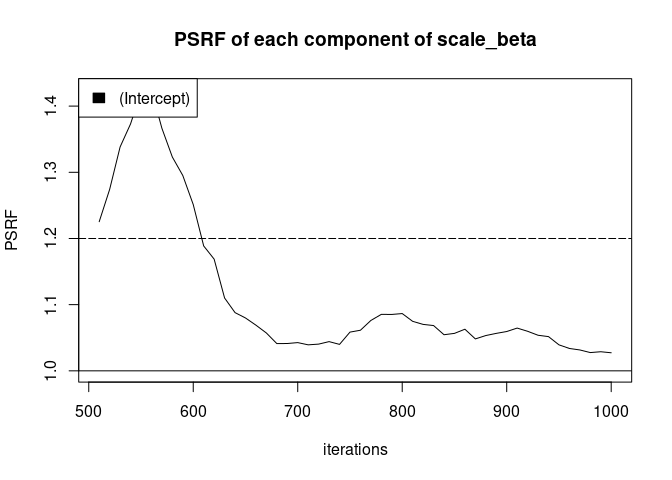 PSRF of each component of scale_beta
(Intercept)
PSRF
1.4
1.3
1.2
1.1
1.0
500 600 700 800 900 1000
iterations